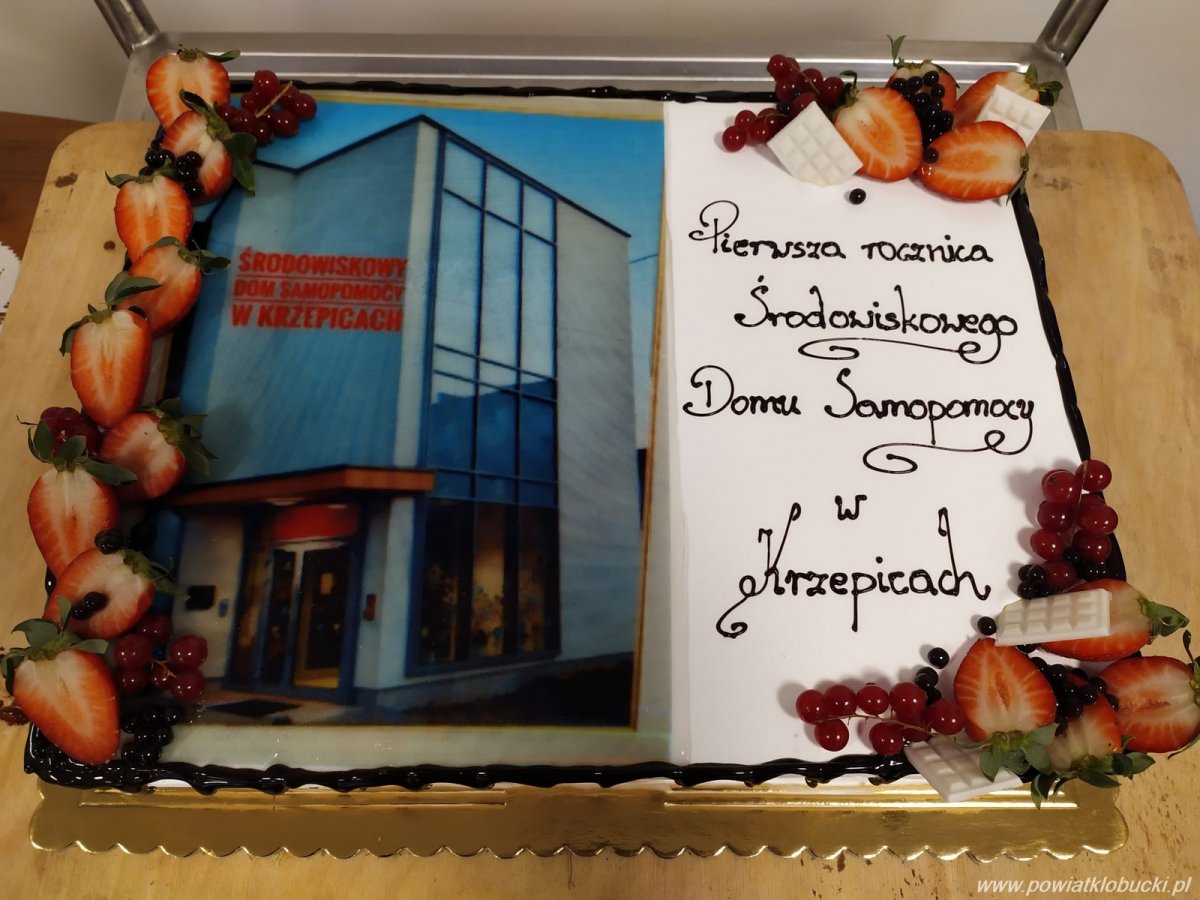 ŚRODOWISKOWY
DOM SAMOPOMOCY
W KRZEPICACH
Pierwsza rocznica
Środowiskowego
Domu Samopomocy
w
Krzepicach
www.powiatklobucki.pl